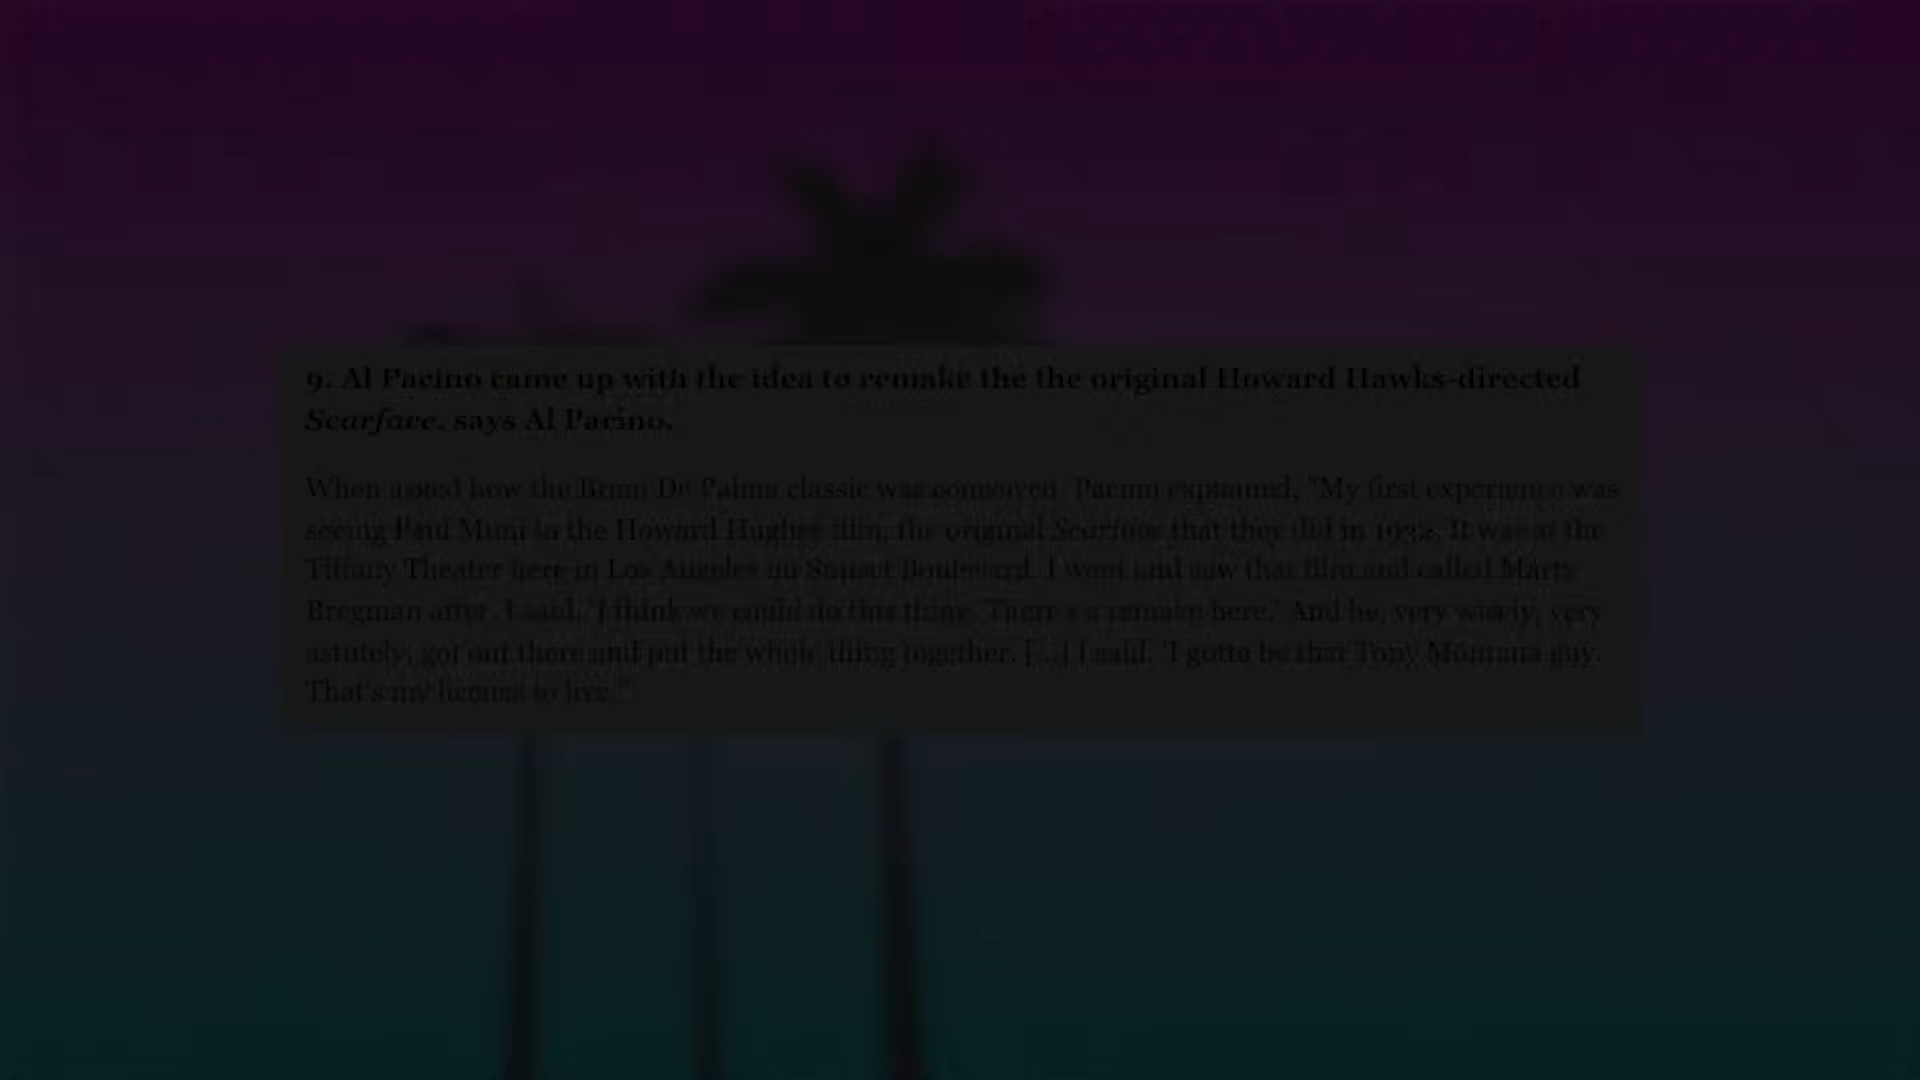 9. Al Pacino came up with the idea to remake the the original Howard Hawks-directed
Scarface, says Al Pacino.
When asked how the Brian De Palma classic was conceived, Pacino explained, "My first experience was
seeing Paul Muni in the Howard Hughes film, the original Scarface that they did in 1932. It was at the
Tiffany Theater here in Los Angeles on Sunset Boulevard. I went and saw that film and called Marty
Bregman after. I said, 'I think we could do this thing. There's a remake here.' And he, very wisely, very
astutely, got out there and put the whole thing together. [...] I said, 'I gotta be that Tony Montana guy.
That's my license to live.'"